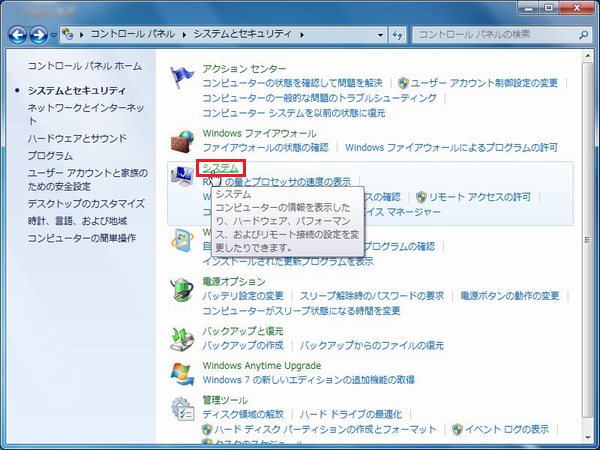 コントロール パネル ▸ システムとセキュリティ ▸
コントロール パネルの検索
コントロール パネル ホーム
システムとセキュリティ
ネットワークとインターネッ
ト
ハードウェアとサウンド
プログラム
ユーザー アカウントと家族の
ための安全設定
デスクトップのカスタマイズ
時計、言語、および地域
コンピューターの簡単操作
アクション センター
コンピューターの状態を確認して問題を解決 ユーザー アカウント制御設定の変更
コンピューターの一般的な問題のトラブルシューティング
コンピューター システムを以前の状態に復元
Windows ファイアウォール
ファイアウォールの状態の確認 Windows ファイアウォールによるプログラムの許可
システム
の量とプロセッサの速度の表示
の確認 リモート アクセスの許可
マネージャー
システム
コンピューターの情報を表示した
り、ハードウェア、パフォーマン
ス、およびリモート接続の設定を変
更したりできます。
プログラムの確認
インストールされた更新プログラムを表示
電源オプション
バッテリ設定の変更 スリープ解除時のパスワードの要求 電源ボタンの動作の変更
コンピューターがスリープ状態になる時間を変更
バックアップと復元
バックアップの作成 バックアップからのファイルの復元
Windows Anytime Upgrade
Windows 7 の新しいエディションの追加機能の取得
管理ツール
ディスク領域の解放 ハード ドライブの最適化
ハード ディスク パーティションの作成とフォーマット イベント ログの表示
タスクのスケジュール